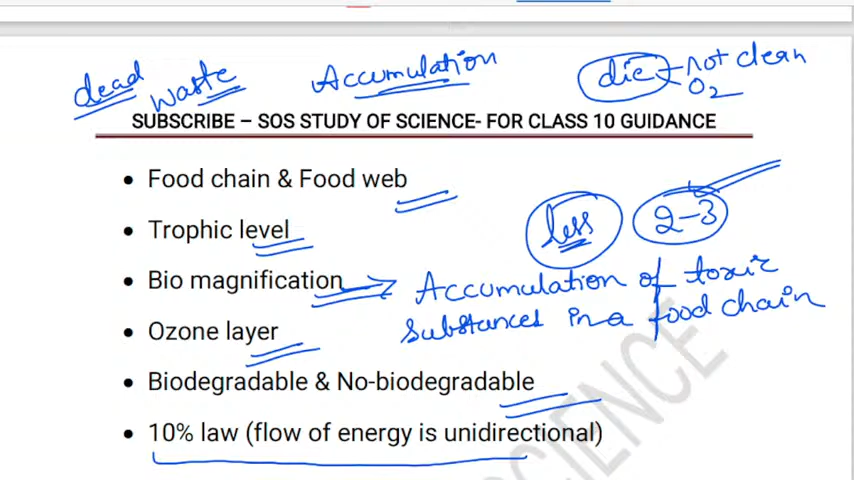 dead waste Accumulation die not clean
O2
SUBSCRIBE – SOS STUDY OF SCIENCE- FOR CLASS 10 GUIDANCE
• Food chain & Food web
less 2-3
• Trophic level
• Bio magnification Accumulation of toxic
substances in a food chain
• Ozone layer
• Biodegradable & No-biodegradable
• 10% law (flow of energy is unidirectional)
SCIENCE